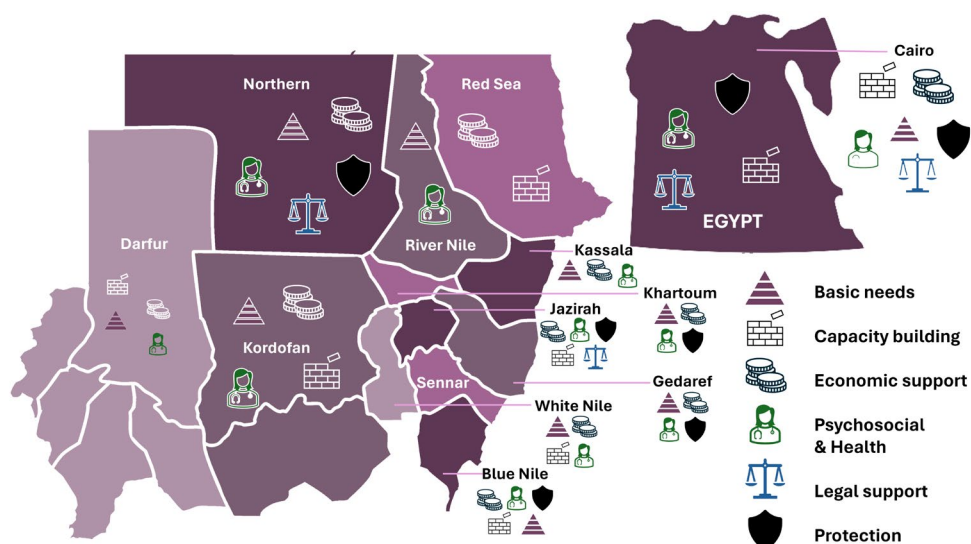 Cairo
Northern
Red Sea
EGYPT
Darfur
River Nile
Kassala
Khartoum
Jazirah
Kordofan
Sennar
Gedaref
White Nile
Blue Nile
Basic needs
Capacity building
Economic support
Psychosocial
& Health
Legal support
Protection